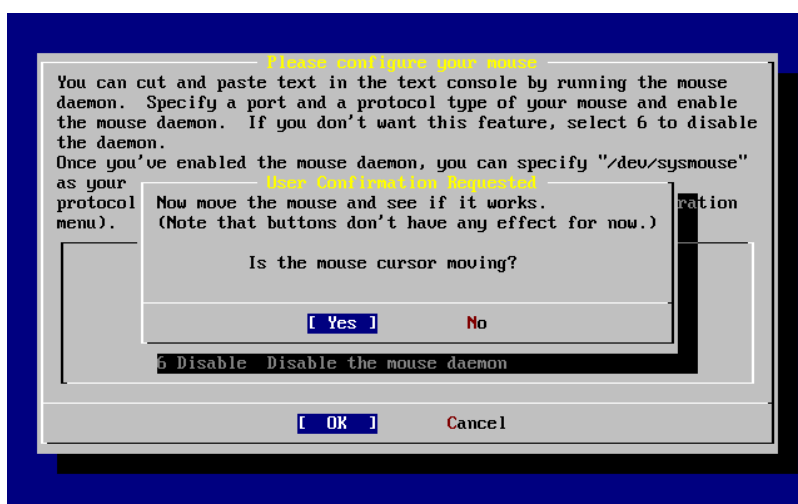 Please configure your mouse
You can cut and paste text in the text console by running the mouse
daemon.  Specify a port and a protocol type of your mouse and enable
the mouse daemon.  If you don't want this feature, select 6 to disable
the daemon.
Once you've enabled the mouse daemon, you can specify "/dev/sysmouse"
as your
User Confirmation Requested
protocol
ration
menu).
Now move the mouse and see if it works.
(Note that buttons don't have any effect for now.)
Is the mouse cursor moving?
[ Yes ]     No
6 Disable  Disable the mouse daemon
[  OK  ]     Cancel